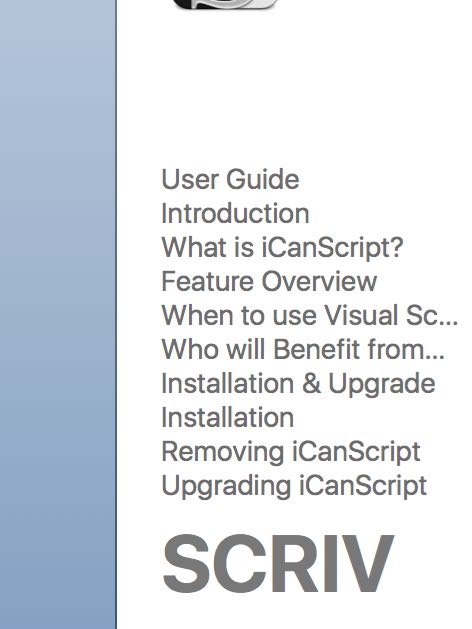 User Guide
Introduction
What is iCanScript?
Feature Overview
When to use Visual Sc...
Who will Benefit from...
Installation & Upgrade
Installation
Removing iCanScript
Upgrading iCanScript
SCRIV